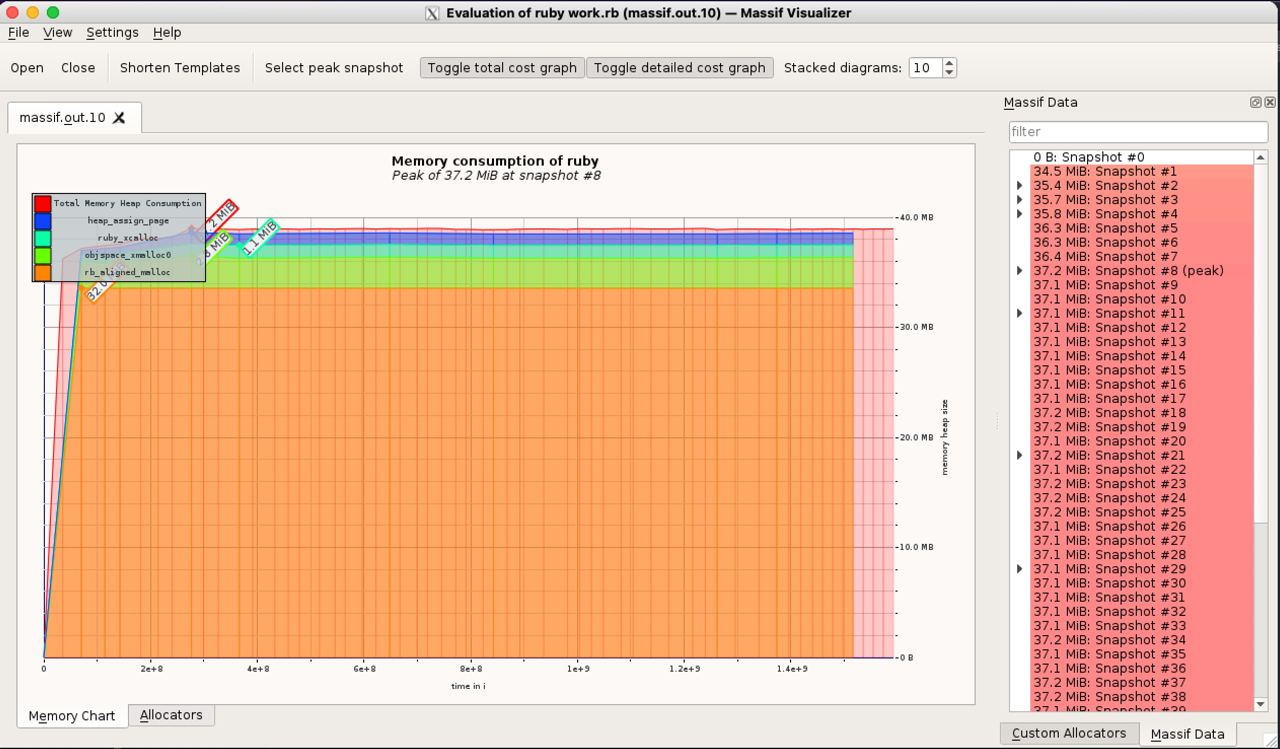 Evaluation of ruby work.rb (massif.out.10) — Massif Visualizer
File View Settings Help
Open Close Shorten Templates Select peak snapshot Toggle total cost graph Toggle detailed cost graph Stacked diagrams: 10
massif.out.10
Memory consumption of ruby
Peak of 37.2 MiB at snapshot #8
Total Memory Heap Consumption
heap_assign_page
ruby_xcalloc
objspace_xmalloc0
rb_aligned_malloc
.2 MiB
1.1 MiB
MiB
32.0
40.0 MB
30.0 MB
20.0 MB
10.0 MB
0 B
memory heap size
0 2e+8 4e+8 6e+8 8e+8 1e+9 1.2e+9 1.4e+9
time in i
Memory Chart Allocators
Massif Data
filter
0 B: Snapshot #0
34.5 MiB: Snapshot #1
35.4 MiB: Snapshot #2
35.7 MiB: Snapshot #3
35.8 MiB: Snapshot #4
36.3 MiB: Snapshot #5
36.3 MiB: Snapshot #6
36.4 MiB: Snapshot #7
37.2 MiB: Snapshot #8 (peak)
37.1 MiB: Snapshot #9
37.1 MiB: Snapshot #10
37.1 MiB: Snapshot #11
37.1 MiB: Snapshot #12
37.1 MiB: Snapshot #13
37.1 MiB: Snapshot #14
37.1 MiB: Snapshot #15
37.1 MiB: Snapshot #16
37.1 MiB: Snapshot #17
37.2 MiB: Snapshot #18
37.2 MiB: Snapshot #19
37.1 MiB: Snapshot #20
37.2 MiB: Snapshot #21
37.1 MiB: Snapshot #22
37.2 MiB: Snapshot #23
37.2 MiB: Snapshot #24
37.2 MiB: Snapshot #25
37.1 MiB: Snapshot #26
37.1 MiB: Snapshot #27
37.1 MiB: Snapshot #28
37.1 MiB: Snapshot #29
37.1 MiB: Snapshot #30
37.1 MiB: Snapshot #31
37.1 MiB: Snapshot #32
37.1 MiB: Snapshot #33
37.2 MiB: Snapshot #34
37.1 MiB: Snapshot #35
37.1 MiB: Snapshot #36
37.2 MiB: Snapshot #37
37.2 MiB: Snapshot #38
37.1 MiB: Snapshot #39
Custom Allocators Massif Data